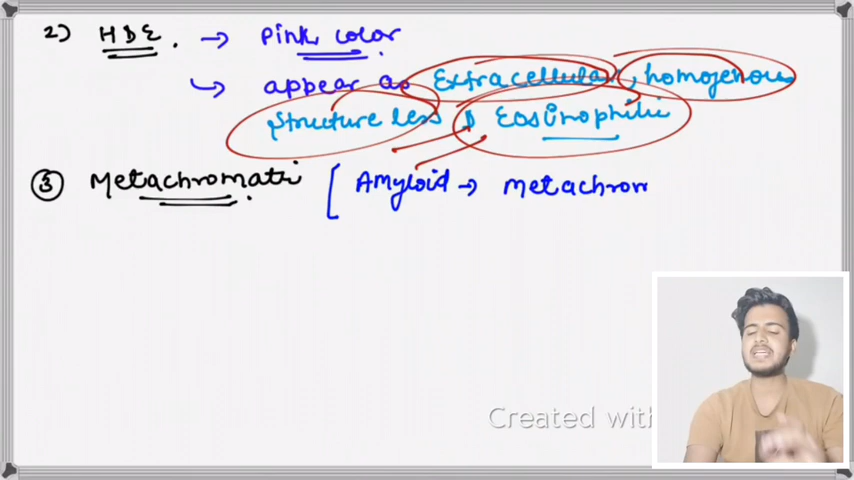 2) H & E. → Pink color.
↳ appear as Extracellular, homogenous
Structure less & Eosinophilic
③ Metachromati [ Amyloid → Metachrom
Created with